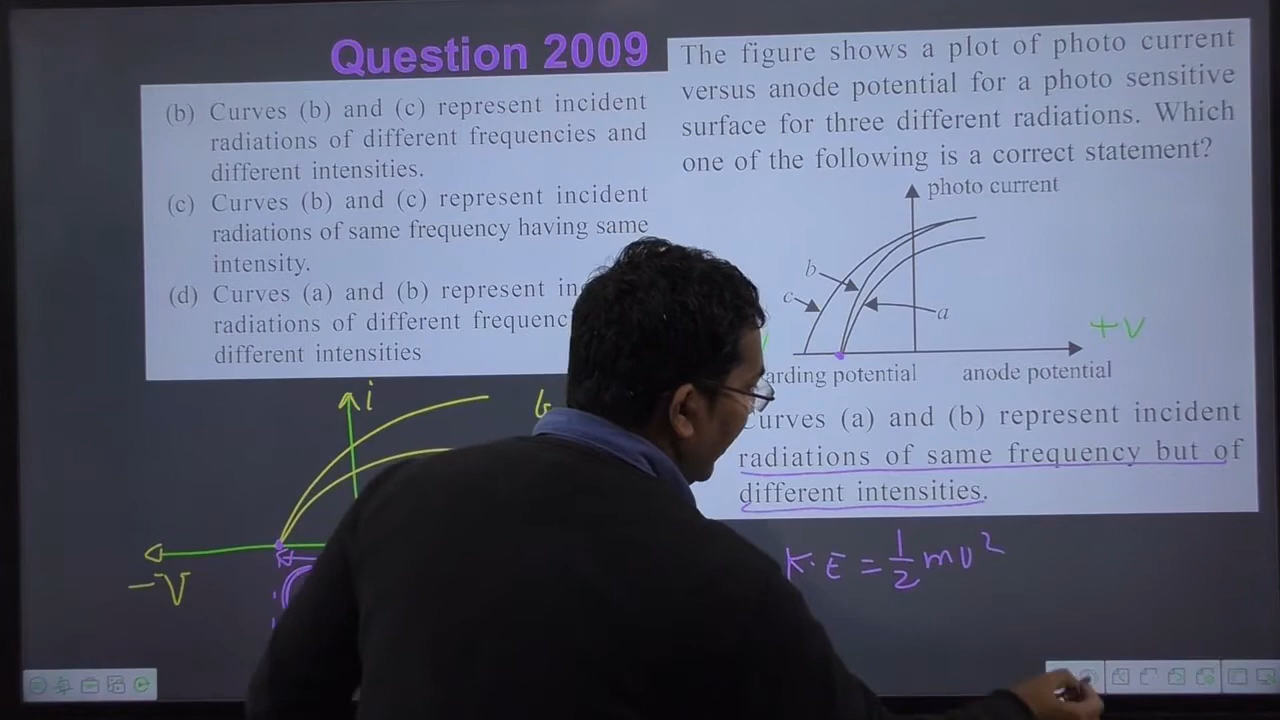 Question 2009
(b) Curves (b) and (c) represent incident
radiations of different frequencies and
different intensities.
(c) Curves (b) and (c) represent incident
radiations of same frequency having same
intensity.
(d) Curves (a) and (b) represent
radiations of different
different intensities
The figure shows a plot of photo current
versus anode potential for a photo sensitive
surface for three different radiations. Which
one of the following is a correct statement?
photo current
b
c
a
+V
potential anode potential
(a) and (b) represent incident
radiations of same frequency but of
different intensities.
i
-V
K.E = 1/2 mv²